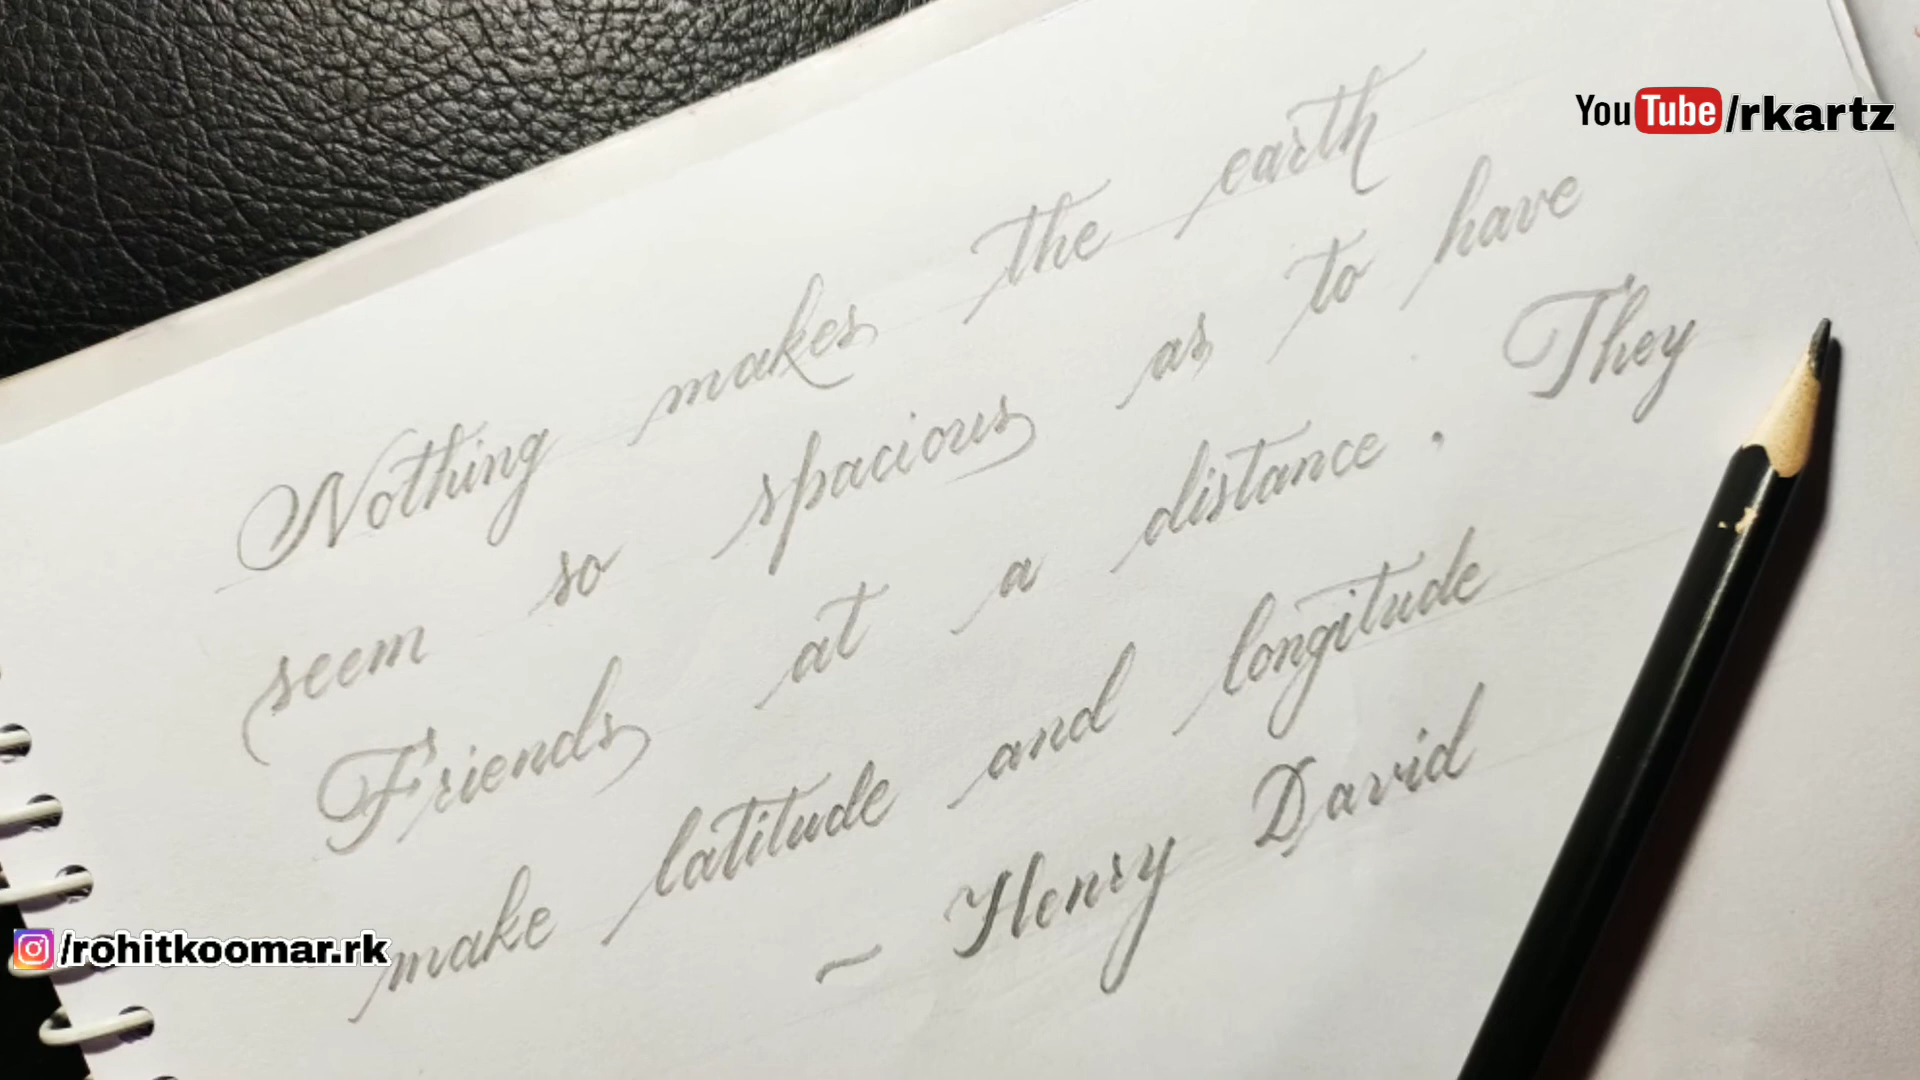 YouTube/rkartz
Nothing makes the earth
seem so spacious as to have
Friends at a distance. They
make latitude and longitude
~ Henry David
/rohitkoomar.rk